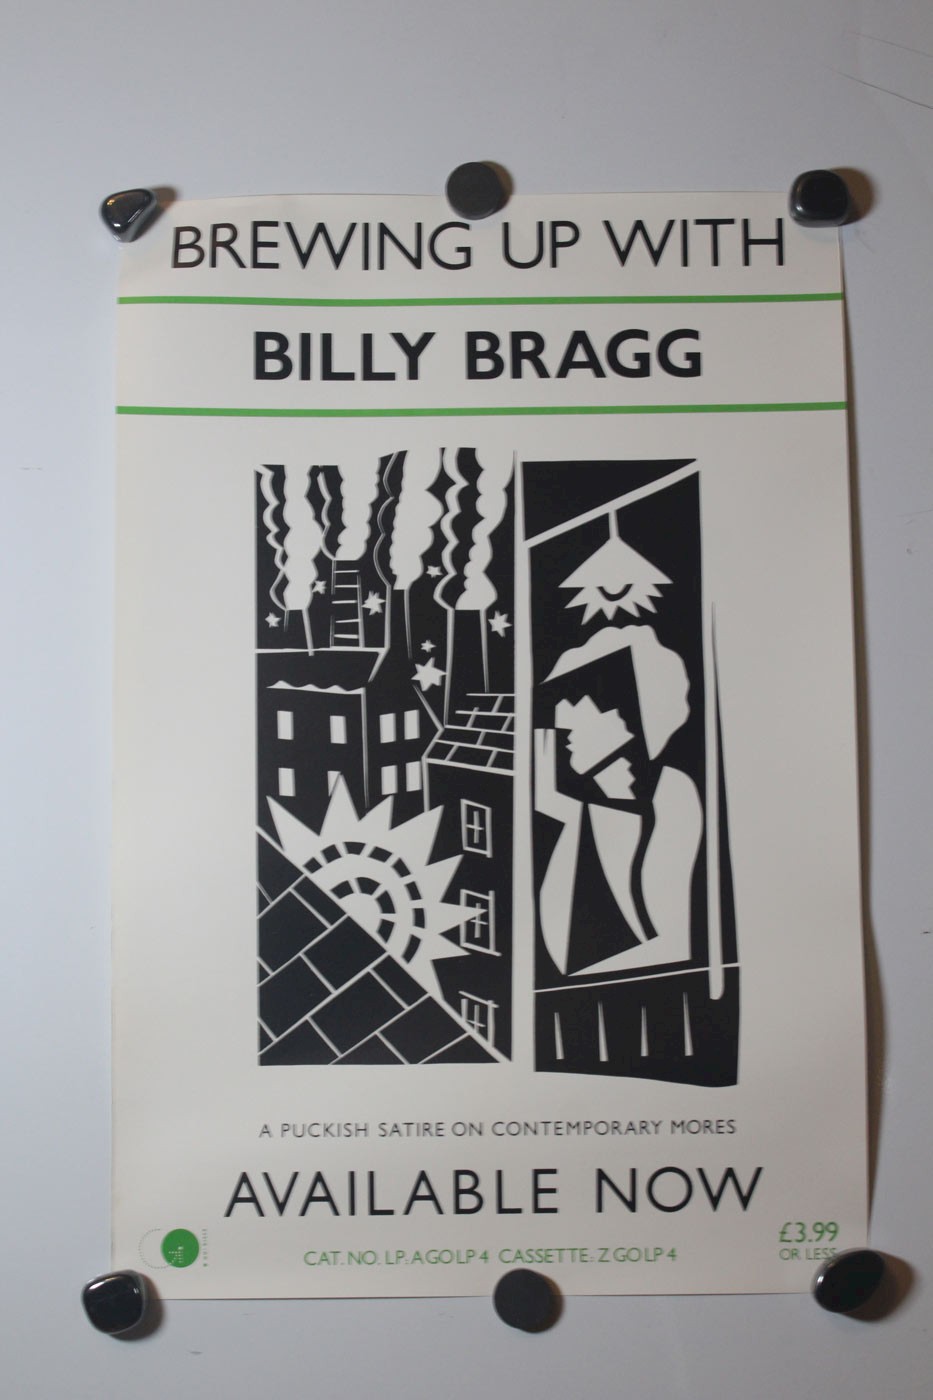 BREWING UP WITH
BILLY BRAGG
A PUCKISH SATIRE ON CONTEMPORARY MORES
AVAILABLE NOW
£3.99
OR LESS
CAT. NO. LP: AGOLP 4 CASSETTE: Z GOLP 4